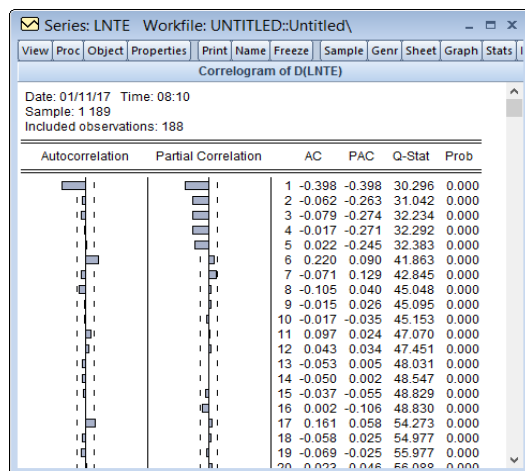 Series: LNTE Workfile: UNTITLED::Untitled\
View Proc Object Properties Print Name Freeze Sample Genr Sheet Graph Stats
Correlogram of D(LNTE)
Date: 01/11/17 Time: 08:10
Sample: 1 189
Included observations: 188
Autocorrelation Partial Correlation AC PAC Q-Stat Prob
1 -0.398 -0.398 30.296 0.000
2 -0.062 -0.263 31.042 0.000
3 -0.079 -0.274 32.234 0.000
4 -0.017 -0.271 32.292 0.000
5 0.022 -0.245 32.383 0.000
6 0.220 0.090 41.863 0.000
7 -0.071 0.129 42.845 0.000
8 -0.105 0.040 45.048 0.000
9 -0.015 0.026 45.095 0.000
10 -0.017 -0.035 45.153 0.000
11 0.097 0.024 47.070 0.000
12 0.043 0.034 47.451 0.000
13 -0.053 0.005 48.031 0.000
14 -0.050 0.002 48.547 0.000
15 -0.037 -0.055 48.829 0.000
16 0.002 -0.106 48.830 0.000
17 0.161 0.058 54.273 0.000
18 -0.058 0.025 54.977 0.000
19 -0.069 -0.025 55.977 0.000